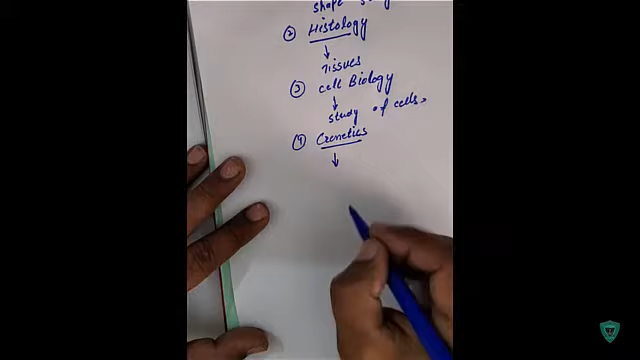 shape
② Histology
↓
Tissues
③ cell Biology
↓
study of cells.
④ Genetics
↓